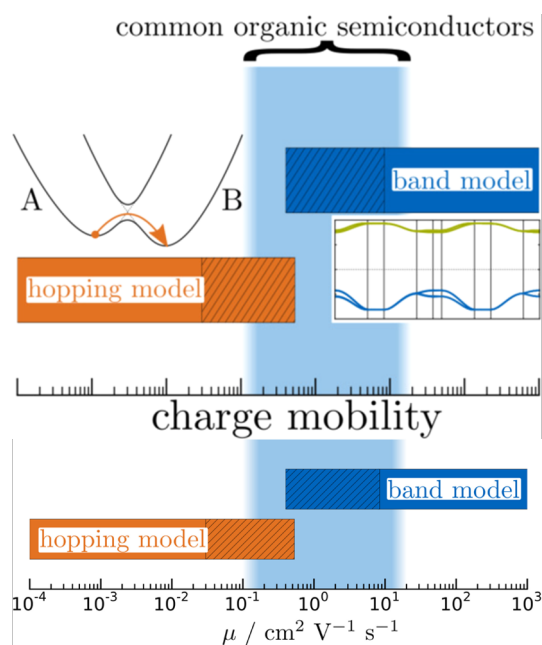 common organic semiconductors
A
B
band model
hopping model
charge mobility
band model
hopping model
10⁻⁴ 10⁻³ 10⁻² 10⁻¹ 10⁰ 10¹ 10² 10³
μ / cm² V⁻¹ s⁻¹